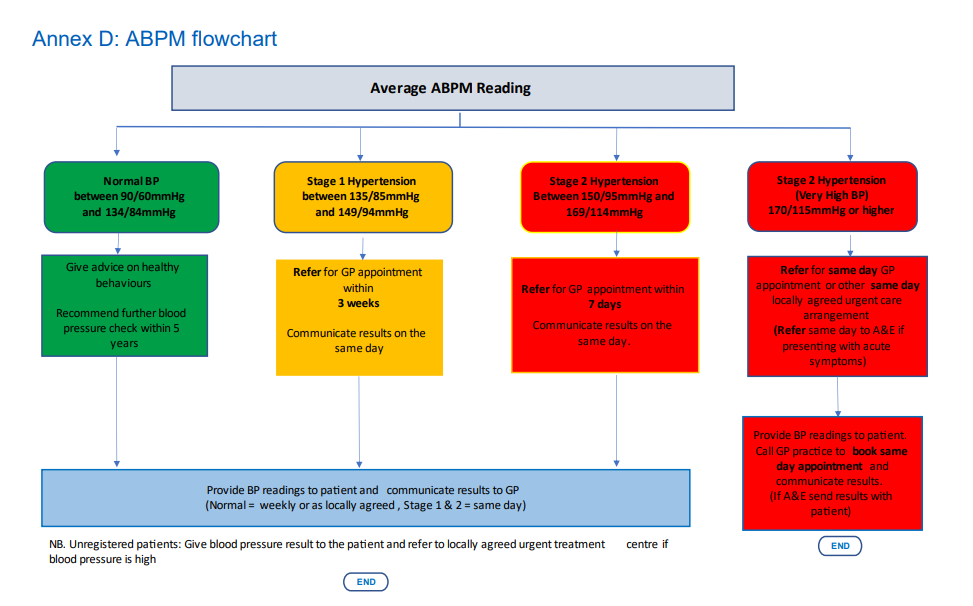 Annex D: ABPM flowchart
Average ABPM Reading
Normal BP
between 90/60mmHg
and 134/84mmHg
Stage 1 Hypertension
between 135/85mmHg
and 149/94mmHg
Stage 2 Hypertension
Between 150/95mmHg and
169/114mmHg
Stage 2 Hypertension
(Very High BP)
170/115mmHg or higher
Give advice on healthy
behaviours
Recommend further blood
pressure check within 5
years
Refer for GP appointment
within
3 weeks
Communicate results on the
same day
Refer for GP appointment within
7 days
Communicate results on the
same day.
Refer for same day GP
appointment or other same day
locally agreed urgent care
arrangement
(Refer same day to A&E if
presenting with acute
symptoms)
Provide BP readings to patient.
Call GP practice to book same
day appointment and
communicate results.
(If A&E send results with
patient)
Provide BP readings to patient and communicate results to GP
(Normal = weekly or as locally agreed , Stage 1 & 2 = same day)
NB. Unregistered patients: Give blood pressure result to the patient and refer to locally agreed urgent treatment centre if
blood pressure is high
END
END